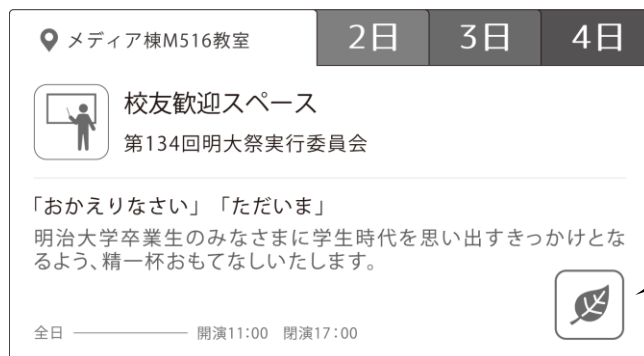 メディア棟M516教室
2日 3日 4日
校友歓迎スペース
第134回明大祭実行委員会
「おかえりなさい」「ただいま」
明治大学卒業生のみなさまに学生時代を思い出すきっかけとな
るよう、精一杯おもてなしいたします。
全日 開演11:00 閉演17:00